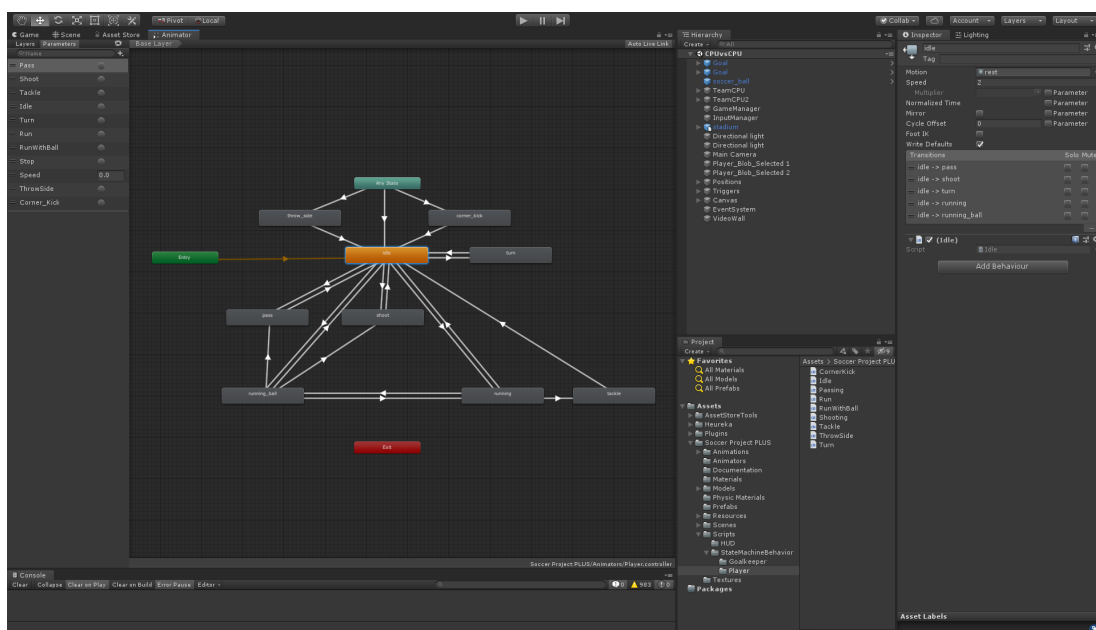 Pivot Local
Collab Account Layers Layout
Game Scene Asset Store Animator
Layers Parameters
Base Layer
Auto Live Link
Name
Pass
Shoot
Tackle
Idle
Turn
Run
RunWithBall
Stop
Speed 0.0
ThrowSide
Corner_Kick
Any State
throw_side
corner_kick
Entry
Idle
turn
pass
shoot
running_ball
running
tackle
Exit
Soccer Project PLUS/Animators/Player.controller
Console
Clear Collapse Clear on Play Clear on Build Error Pause Editor
0 983 0
Hierarchy
Create All
CPUvsCPU
Goal
Goal
soccer_ball
TeamCPU
TeamCPU2
GameManager
InputManager
stadium
Directional light
Directional light
Main Camera
Player_Blob_Selected 1
Player_Blob_Selected 2
Positions
Triggers
Canvas
EventSystem
VideoWall
Project
Create
9
Favorites
All Materials
All Models
All Prefabs
Assets
AssetStoreTools
Heureka
Plugins
Soccer Project PLUS
Animations
Animators
Documentation
Materials
Models
Physic Materials
Prefabs
Resources
Scenes
Scripts
HUD
StateMachineBehavior
Goalkeeper
Player
Textures
Packages
Assets > Soccer Project PLU
CornerKick
Idle
Passing
Run
RunWithBall
Shooting
Tackle
ThrowSide
Turn
Inspector Lighting
idle
Tag
Motion rest
Speed 2
Multiplier Parameter
Normalized Time Parameter
Mirror Parameter
Cycle Offset 0 Parameter
Foot IK
Write Defaults
Transitions Solo Mute
idle -> pass
idle -> shoot
idle -> turn
idle -> running
idle -> running_ball
(Idle)
Script Idle
Add Behaviour
Asset Labels